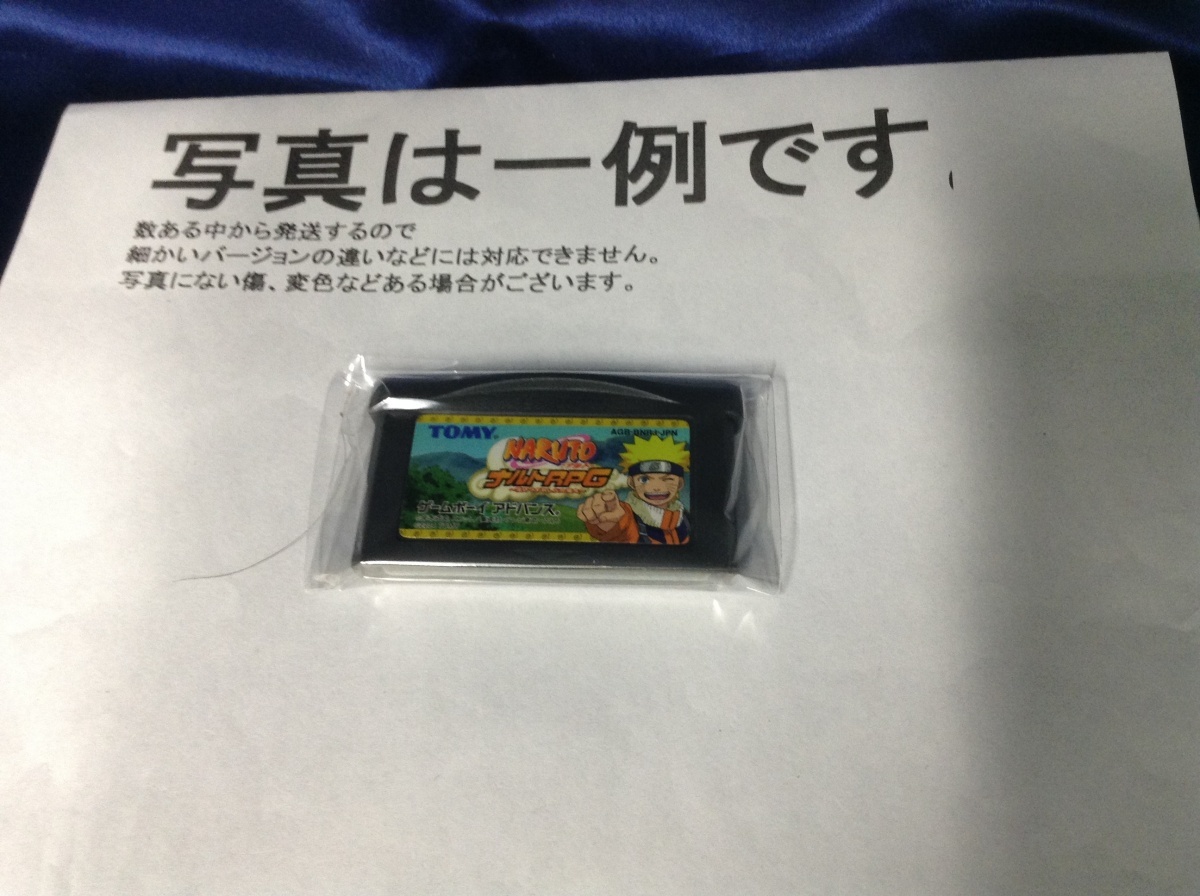 写真は一例です。
数ある中から発送するので
細かいバージョンの違いなどには対応できません。
写真にない傷、変色などある場合がございます。
TOMY
AGB-BNRJ-JPN
NARUTO
ナルトRPG
ゲームボーイアドバンス